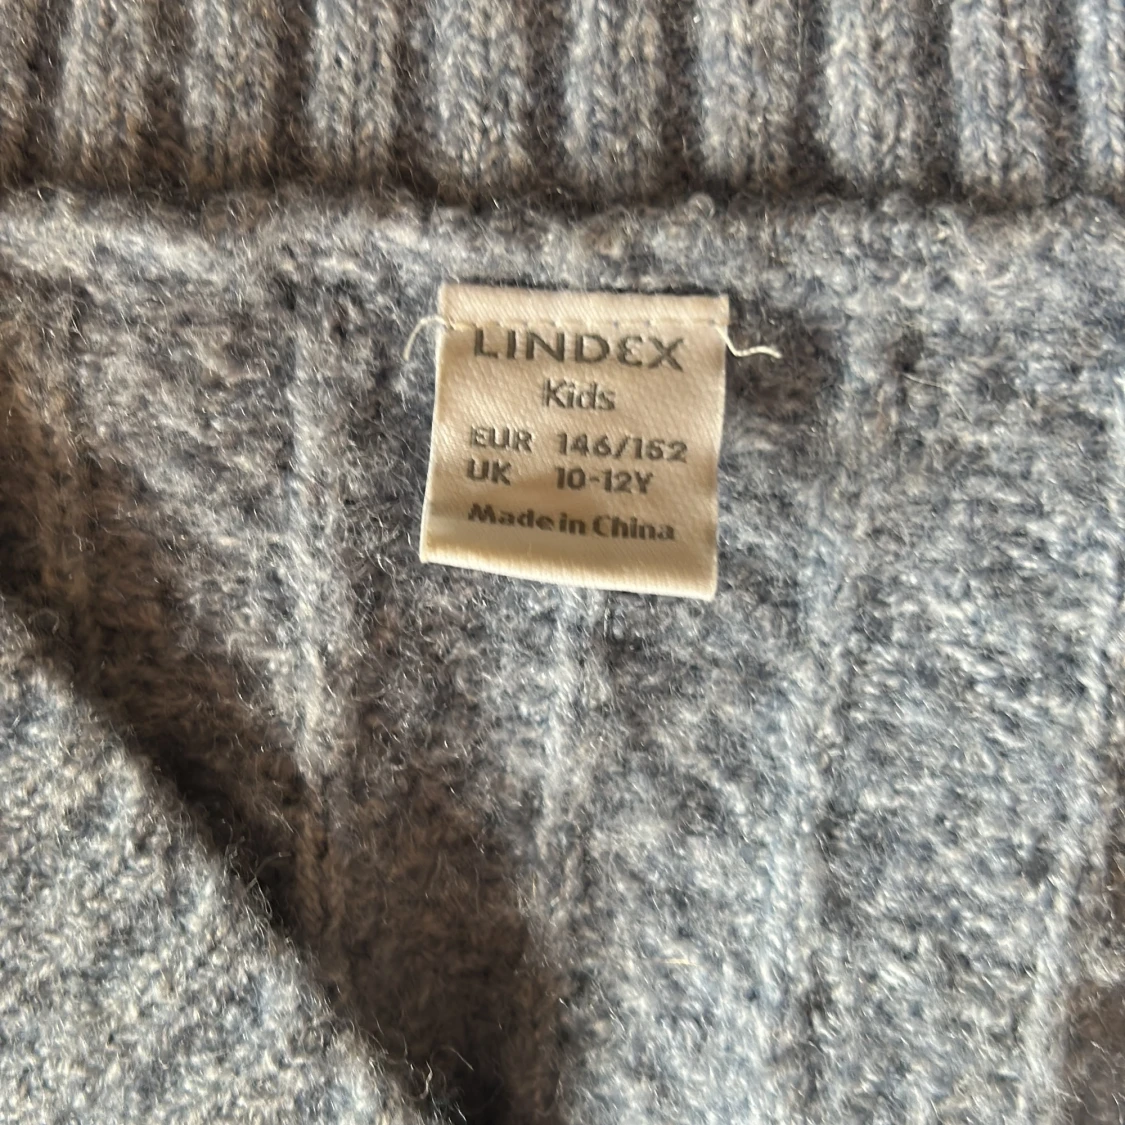 LINDEX
Kids
EUR 146/152
UK 10-12Y
Made in China